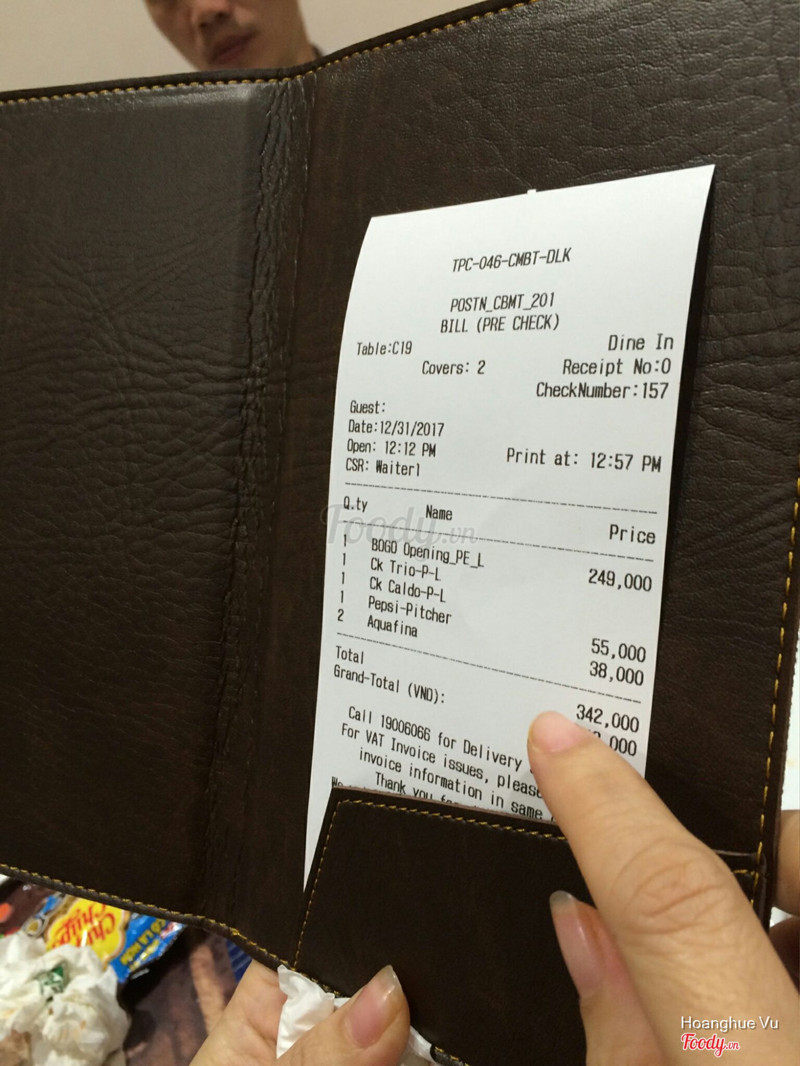 TPC-046-CMBT-DLK
POSTN_CBMT_201
BILL (PRE CHECK)
Table:C19 Dine In
Covers: 2 Receipt No:0
CheckNumber:157
Guest:
Date:12/31/2017
Open: 12:12 PM Print at: 12:57 PM
CSR: Waiter1
Q.ty Name Price
1 BOGO Opening_PE_L 249,000
1 Ck Trio-P-L
1 Ck Caldo-P-L
1 Pepsi-Pitcher 55,000
2 Aquafina 38,000
Total 342,000
Grand-Total (VND): 000
Call 19006066 for Delivery
For VAT Invoice issues, please
invoice information in same
Thank you
Foody.vn
Chupa Chups
Hoanghue Vu
Foody.vn